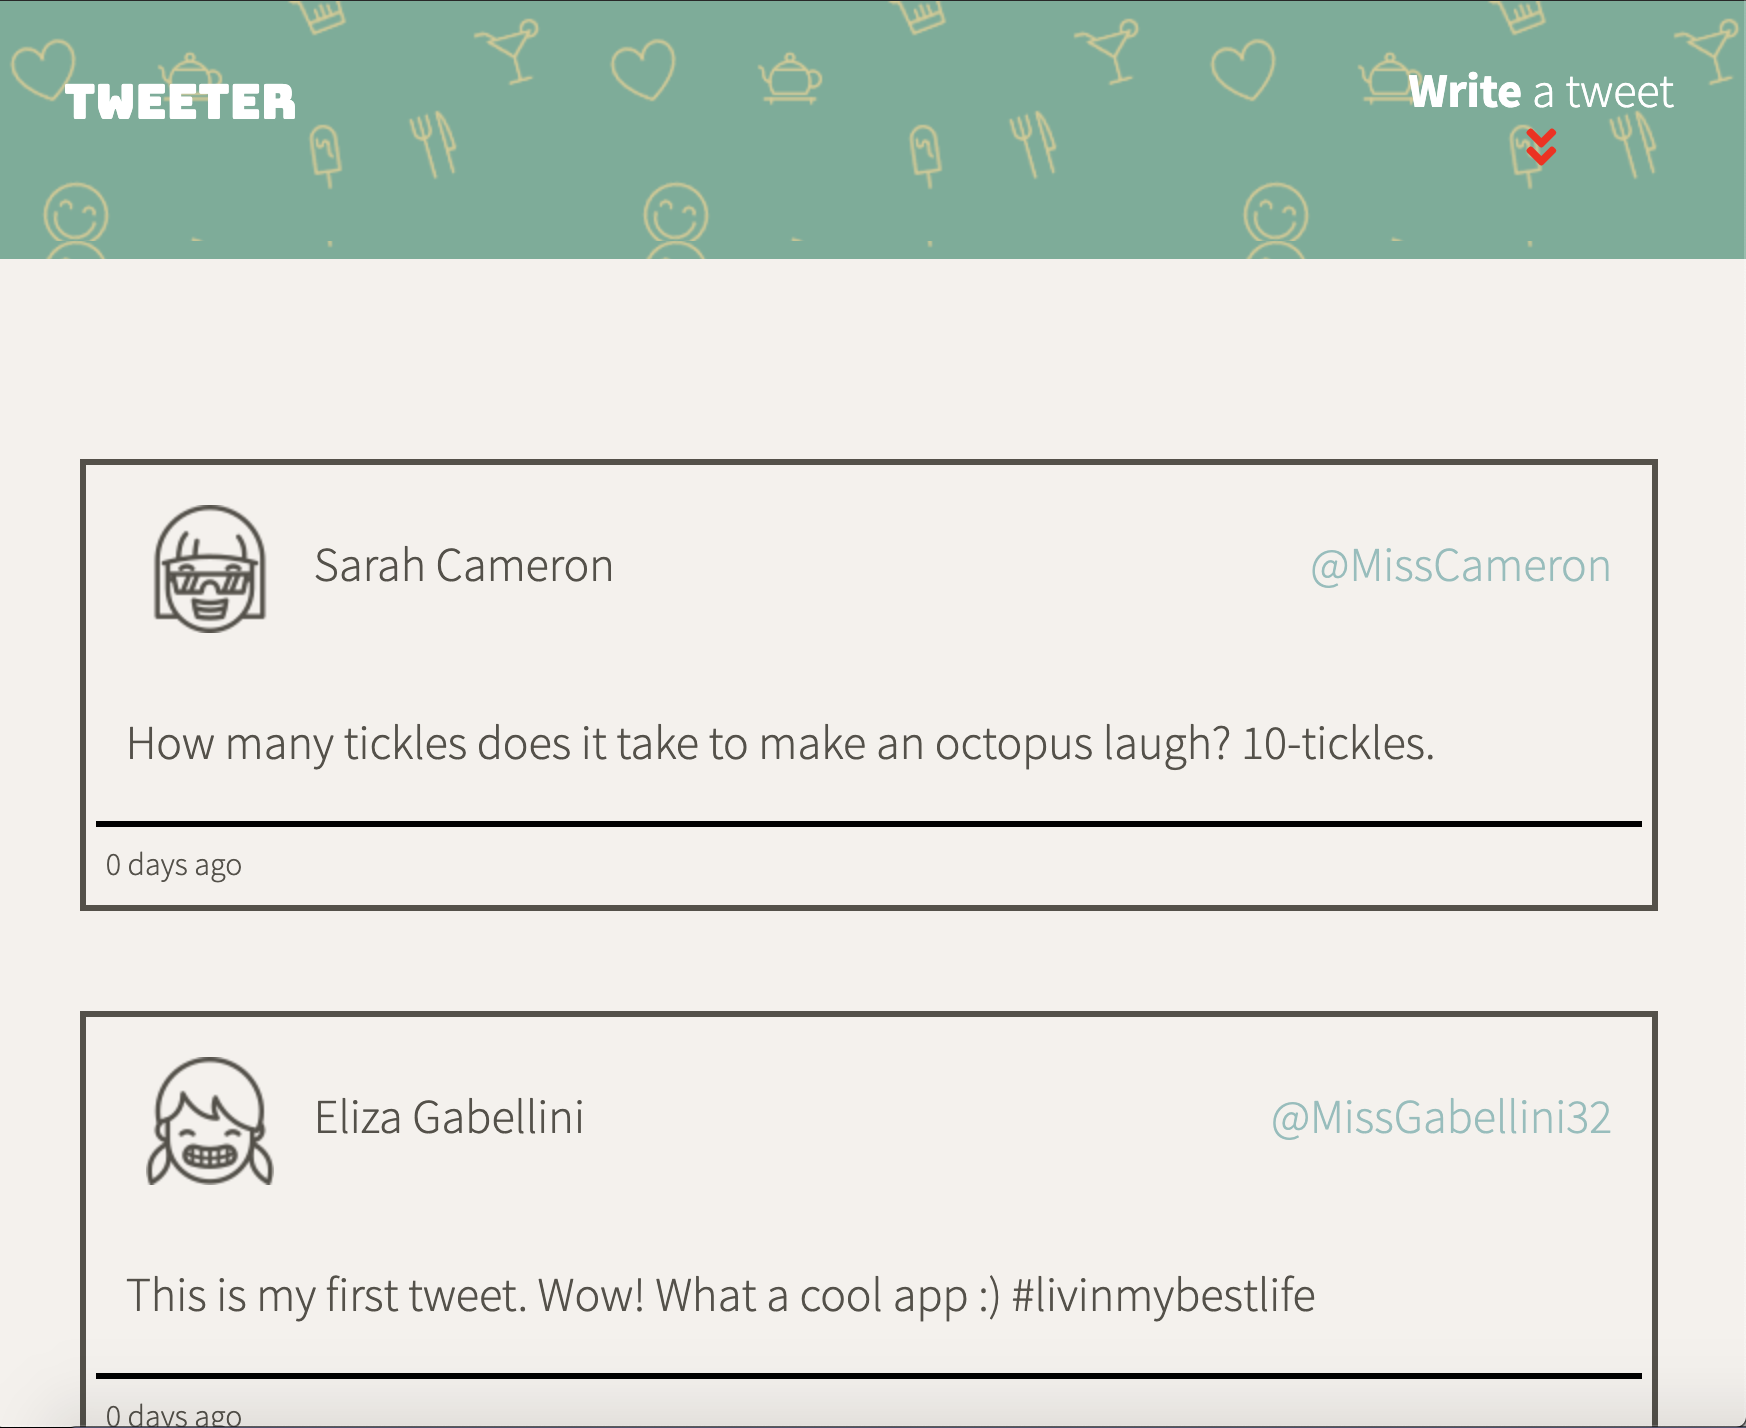 TWEETER
Write a tweet
Sarah Cameron
@MissCameron
How many tickles does it take to make an octopus laugh? 10-tickles.
0 days ago
Eliza Gabellini
@MissGabellini32
This is my first tweet. Wow! What a cool app :) #livinmybestlife
0 days ago